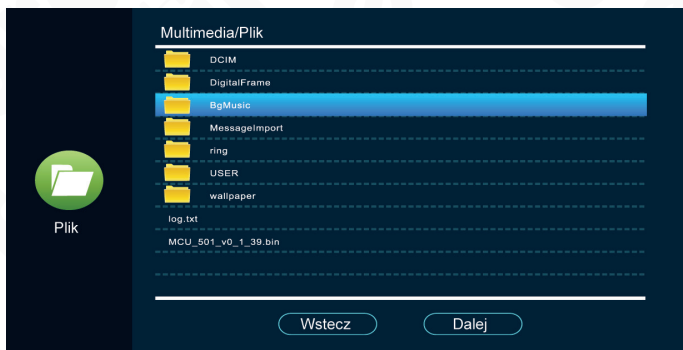 Multimedia/Plik
DCIM
DigitalFrame
BgMusic
MessageImport
ring
USER
wallpaper
log.txt
MCU_501_v0_1_39.bin
Plik
Wstecz
Dalej